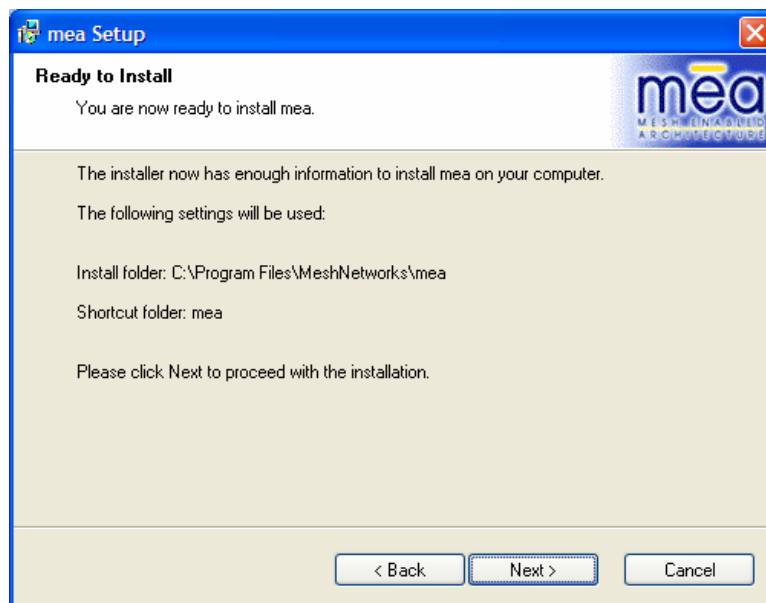 mea Setup
Ready to Install
You are now ready to install mea.
mēa
MESH ENABLED
ARCHITECTURE
The installer now has enough information to install mea on your computer.
The following settings will be used:
Install folder: C:\Program Files\MeshNetworks\mea
Shortcut folder: mea
Please click Next to proceed with the installation.
< Back
Next >
Cancel